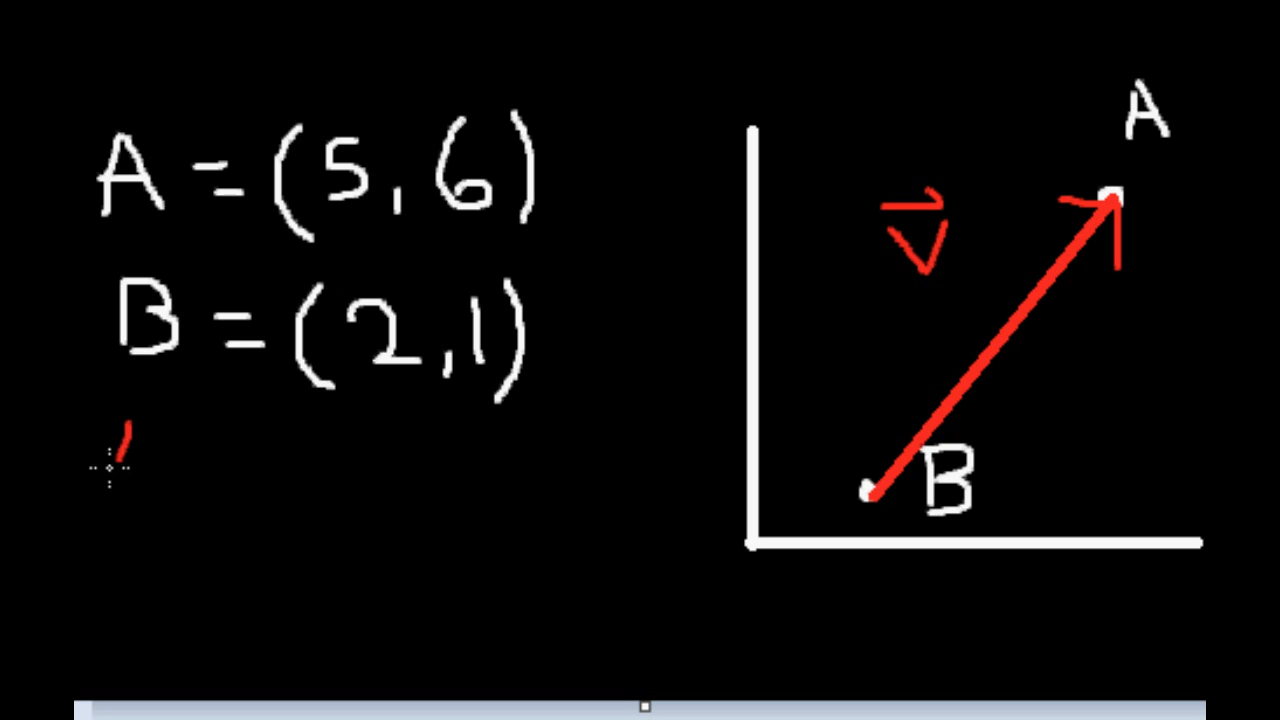 A = (5, 6)
B = (2, 1)
A
V
B